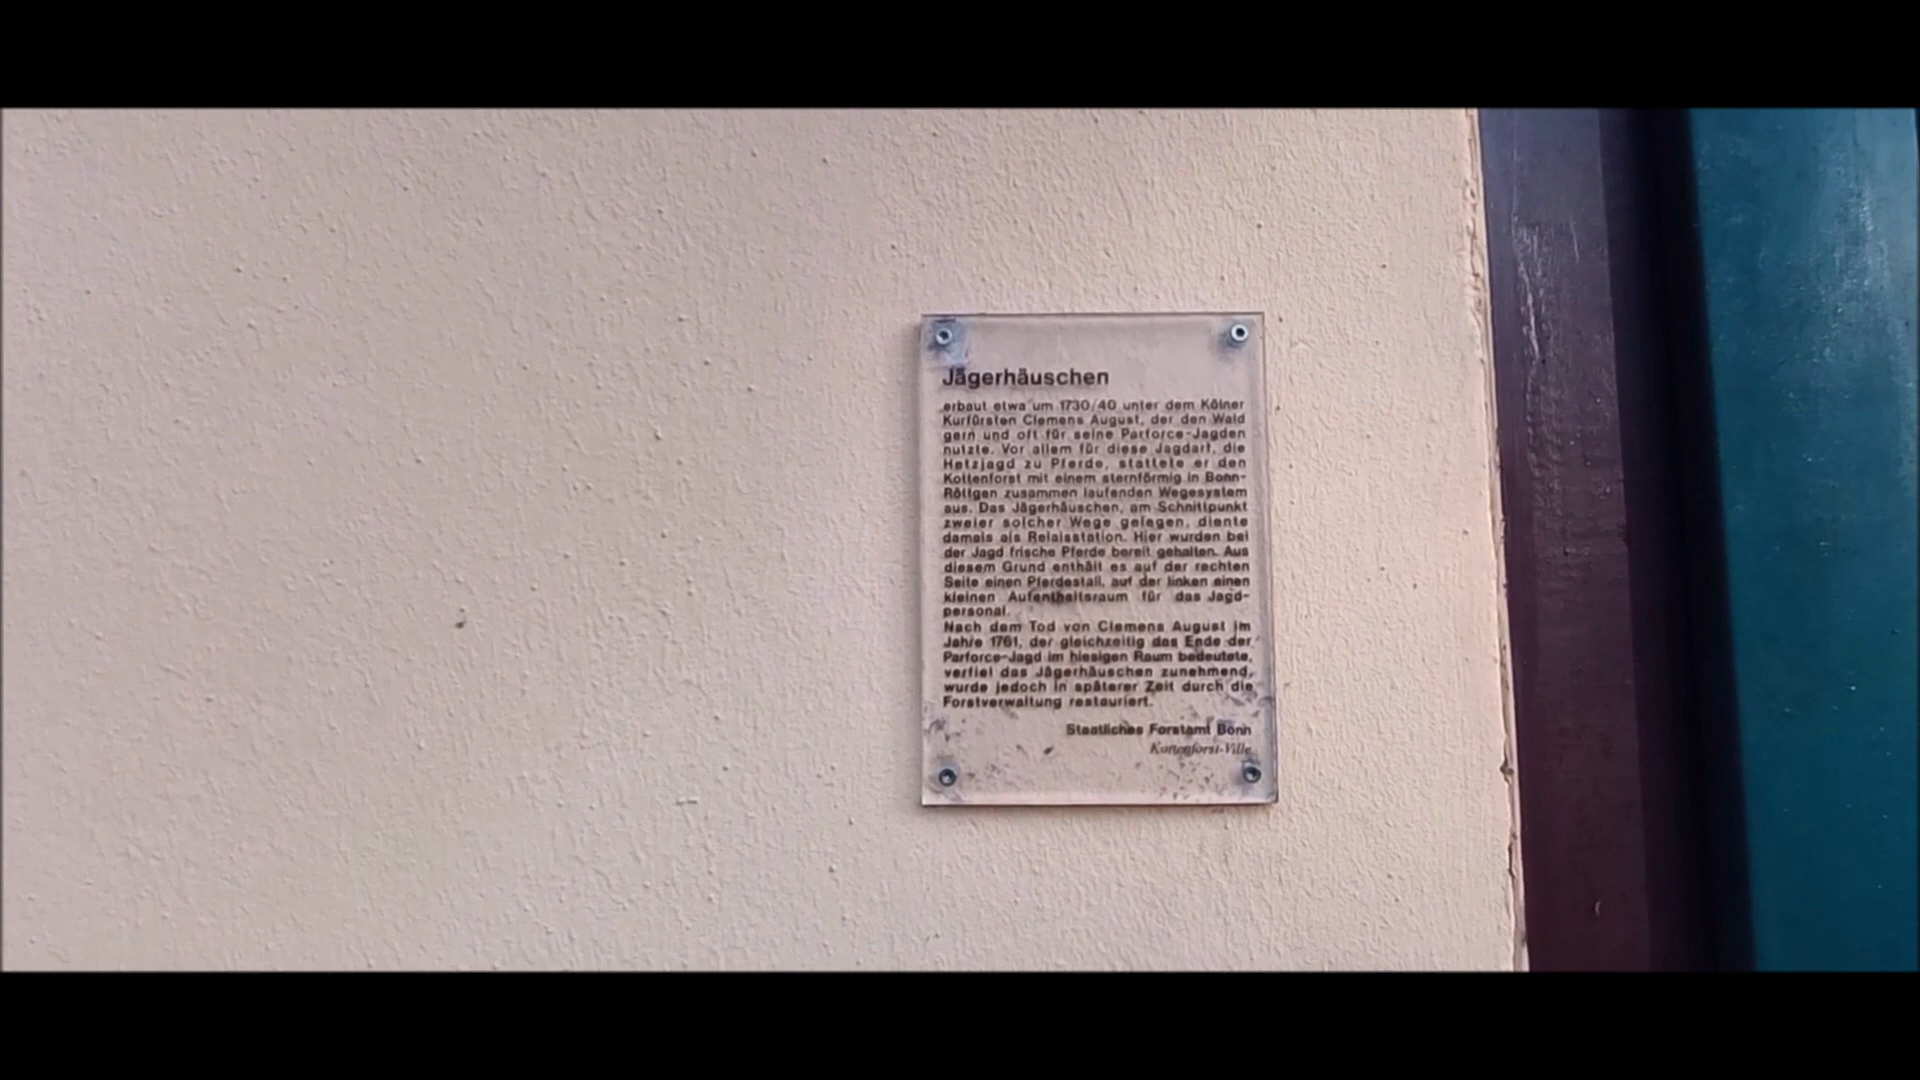 Jägerhäuschen
erbaut etwa um 1730/40 unter dem Kölner
Kurfürsten Clemens August, der den Wald
gern und oft für seine Parforce-Jagden
nutzte. Vor allem für diese Jagdart, die
Hetzjagd zu Pferde, stattete er den
Kottenforst mit einem sternförmig in Bonn-
Röttgen zusammen laufenden Wegesystem
aus. Das Jägerhäuschen, am Schnittpunkt
zweier solcher Wege gelegen, diente
damals als Relaisstation. Hier wurden bei
der Jagd frische Pferde bereit gehalten. Aus
diesem Grund enthält es auf der rechten
Seite einen Pferdestall, auf der linken einen
kleinen Aufenthaltsraum für das Jagd-
personal.
Nach dem Tod von Clemens August im
Jahre 1761, der gleichzeitig das Ende der
Parforce-Jagd im hiesigen Raum bedeutete,
verfiel das Jägerhäuschen zunehmend,
wurde jedoch in späterer Zeit durch die
Forstverwaltung restauriert.
Staatliches Forstamt Bonn
Kottenforst-Ville